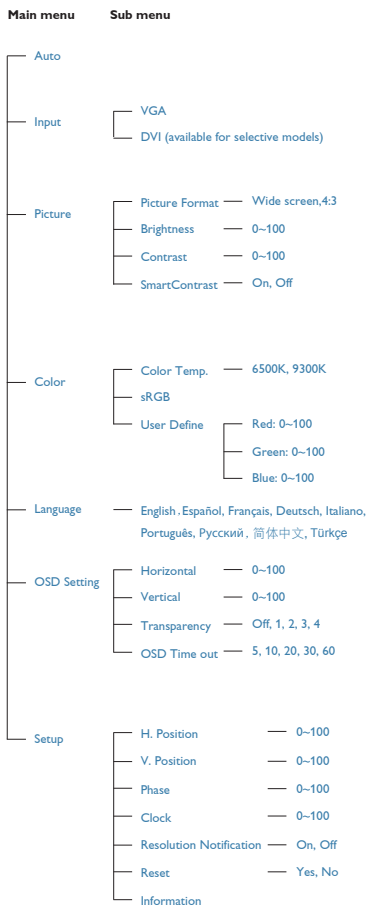 Main menu Sub menu
Auto
Input
VGA
DVI (available for selective models)
Picture
Picture Format Wide screen,4:3
Brightness 0~100
Contrast 0~100
SmartContrast On, Off
Color
Color Temp. 6500K, 9300K
sRGB
User Define Red: 0~100
Green: 0~100
Blue: 0~100
Language English , Español, Français, Deutsch, Italiano,
Português, Русский , 简体中文, Türkçe
OSD Setting
Horizontal 0~100
Vertical 0~100
Transparency Off, 1, 2, 3, 4
OSD Time out 5, 10, 20, 30, 60
Setup
H. Position 0~100
V. Position 0~100
Phase 0~100
Clock 0~100
Resolution Notification On, Off
Reset Yes, No
Information